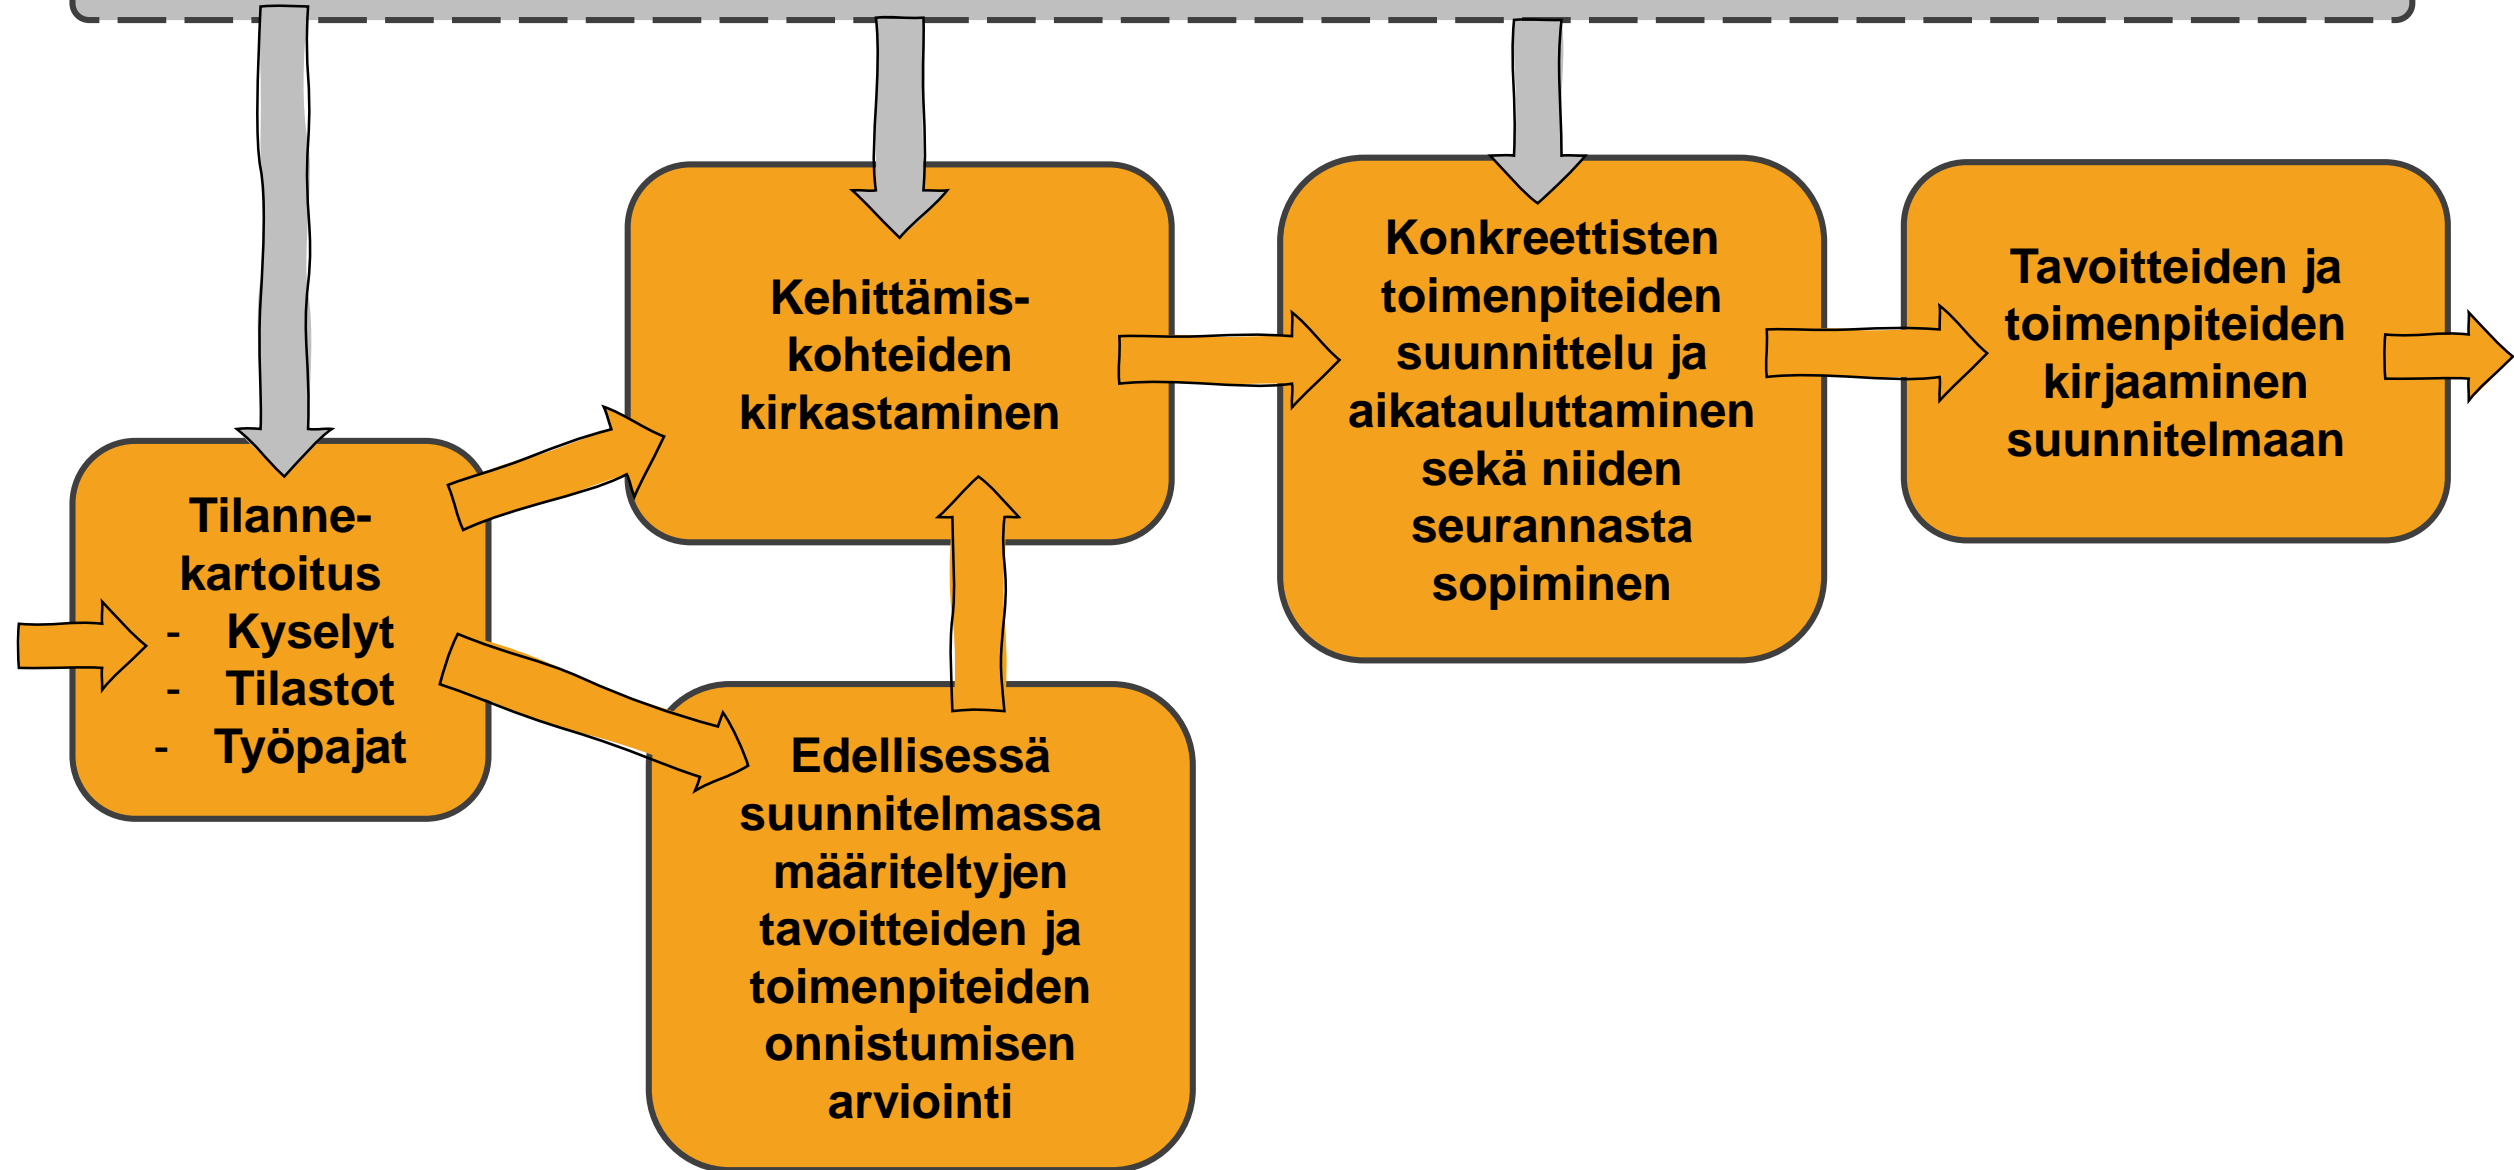 Tilanne-
kartoitus
- Kyselyt
- Tilastot
- Työpajat
Kehittämis-
kohteiden
kirkastaminen
Edellisessä
suunnitelmassa
määriteltyjen
tavoitteiden ja
toimenpiteiden
onnistumisen
arviointi
Konkreettisten
toimenpiteiden
suunnittelu ja
aikatauluttaminen
sekä niiden
seurannasta
sopiminen
Tavoitteiden ja
toimenpiteiden
kirjaaminen
suunnitelmaan